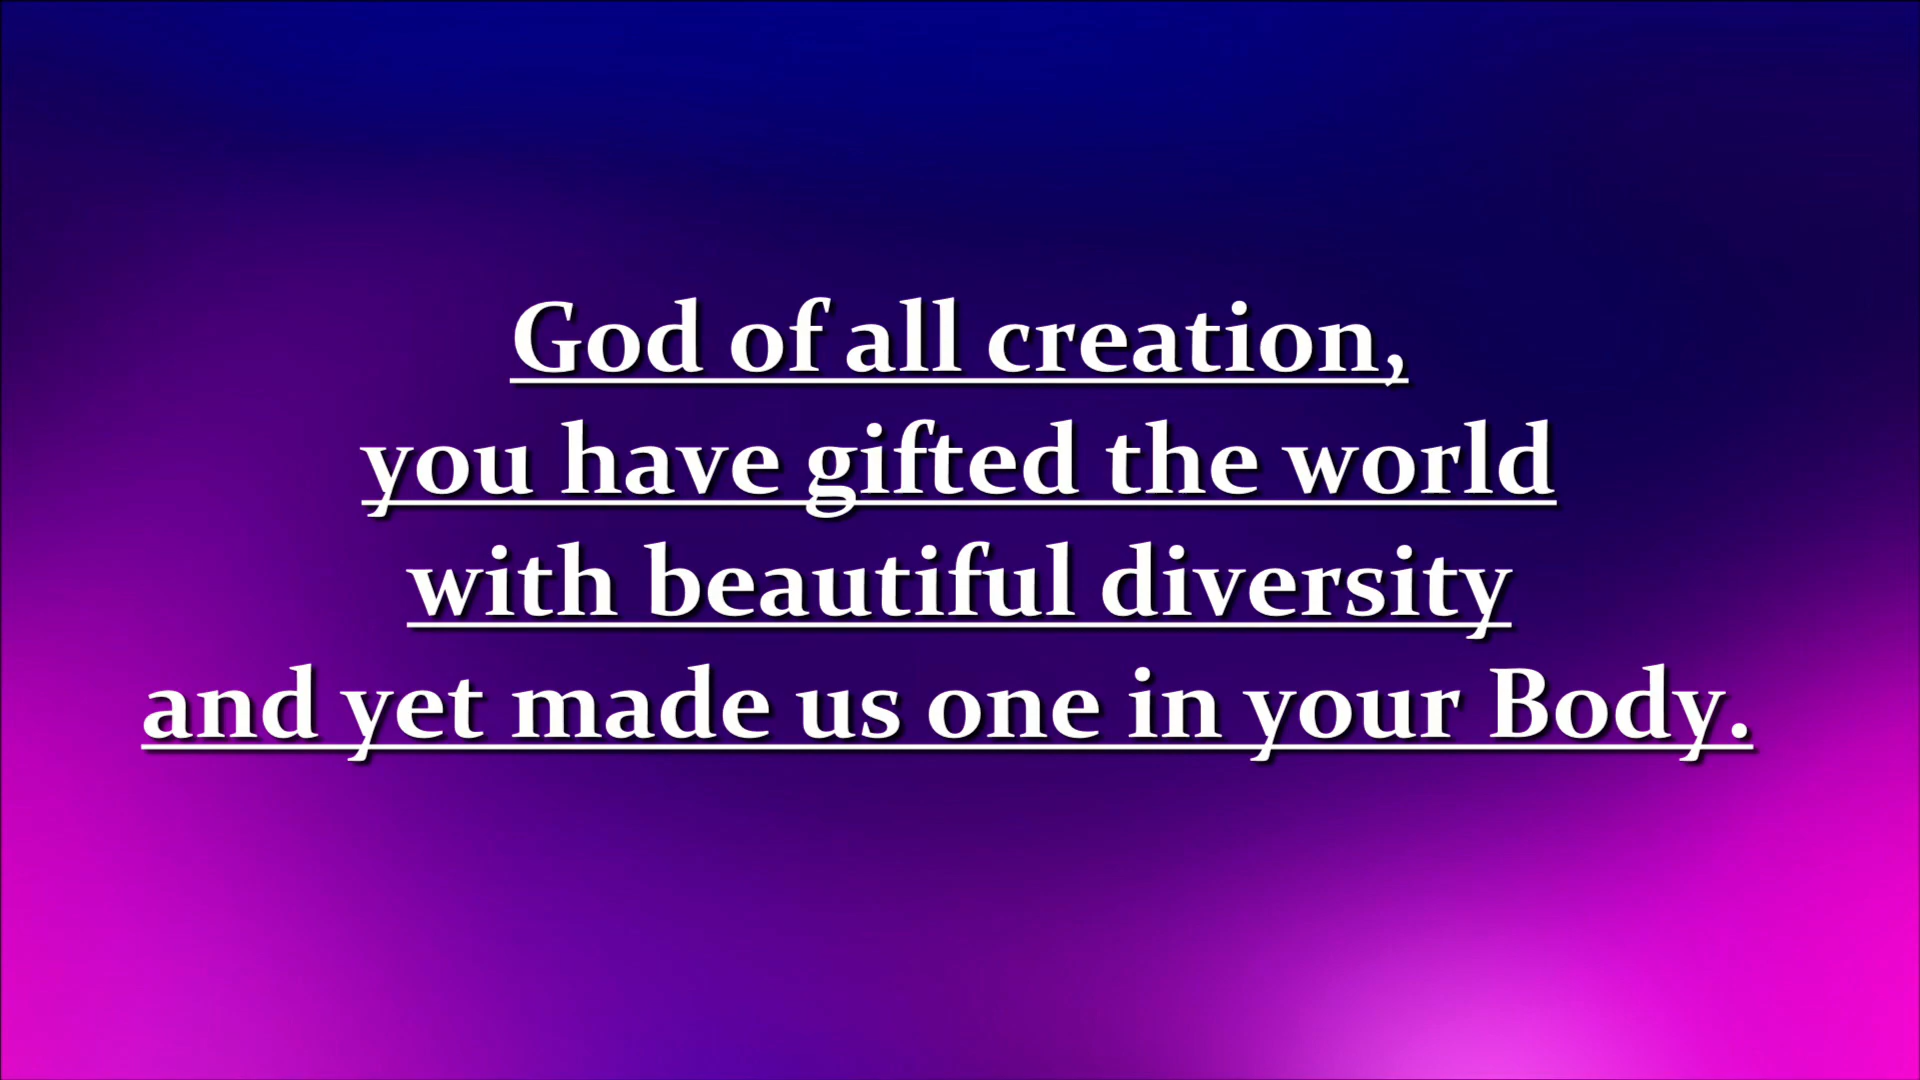 God of all creation,
you have gifted the world
with beautiful diversity
and yet made us one in your Body.